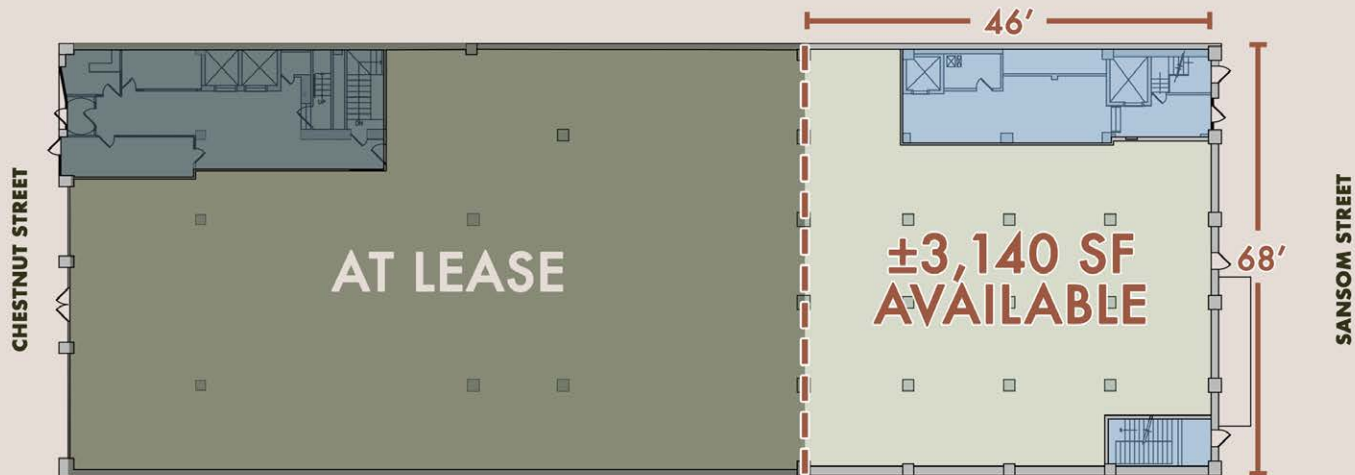 46′
CHESTNUT STREET
AT LEASE
±3,140 SF
AVAILABLE
68′
SANSOM STREET